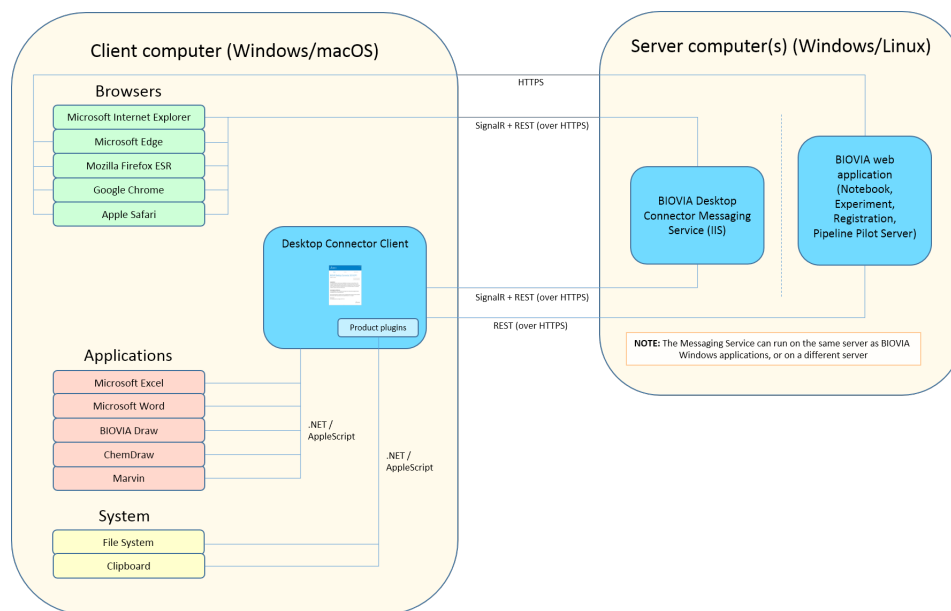 Client computer (Windows/macOS)
Server computer(s) (Windows/Linux)
HTTPS
Browsers
Microsoft Internet Explorer
Microsoft Edge
Mozilla Firefox ESR
Google Chrome
Apple Safari
SignalR + REST (over HTTPS)
BIOVIA Desktop
Connector Messaging
Service (IIS)
BIOVIA web
application
(Notebook,
Experiment,
Registration,
Pipeline Pilot Server)
Desktop Connector Client
Product plugins
SignalR + REST (over HTTPS)
REST (over HTTPS)
NOTE: The Messaging Service can run on the same server as BIOVIA
Windows applications, or on a different server
Applications
Microsoft Excel
Microsoft Word
BIOVIA Draw
ChemDraw
Marvin
.NET /
AppleScript
.NET /
AppleScript
System
File System
Clipboard